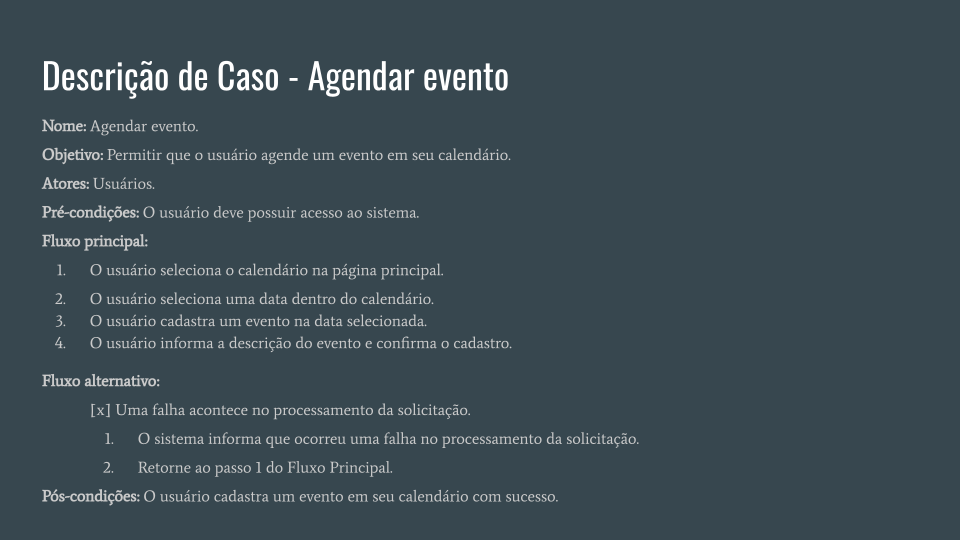 Descrição de Caso - Agendar evento
Nome: Agendar evento.
Objetivo: Permitir que o usuário agende um evento em seu calendário.
Atores: Usuários.
Pré-condições: O usuário deve possuir acesso ao sistema.
Fluxo principal:
1. O usuário seleciona o calendário na página principal.
2. O usuário seleciona uma data dentro do calendário.
3. O usuário cadastra um evento na data selecionada.
4. O usuário informa a descrição do evento e confirma o cadastro.
Fluxo alternativo:
[x] Uma falha acontece no processamento da solicitação.
1. O sistema informa que ocorreu uma falha no processamento da solicitação.
2. Retorne ao passo 1 do Fluxo Principal.
Pós-condições: O usuário cadastra um evento em seu calendário com sucesso.